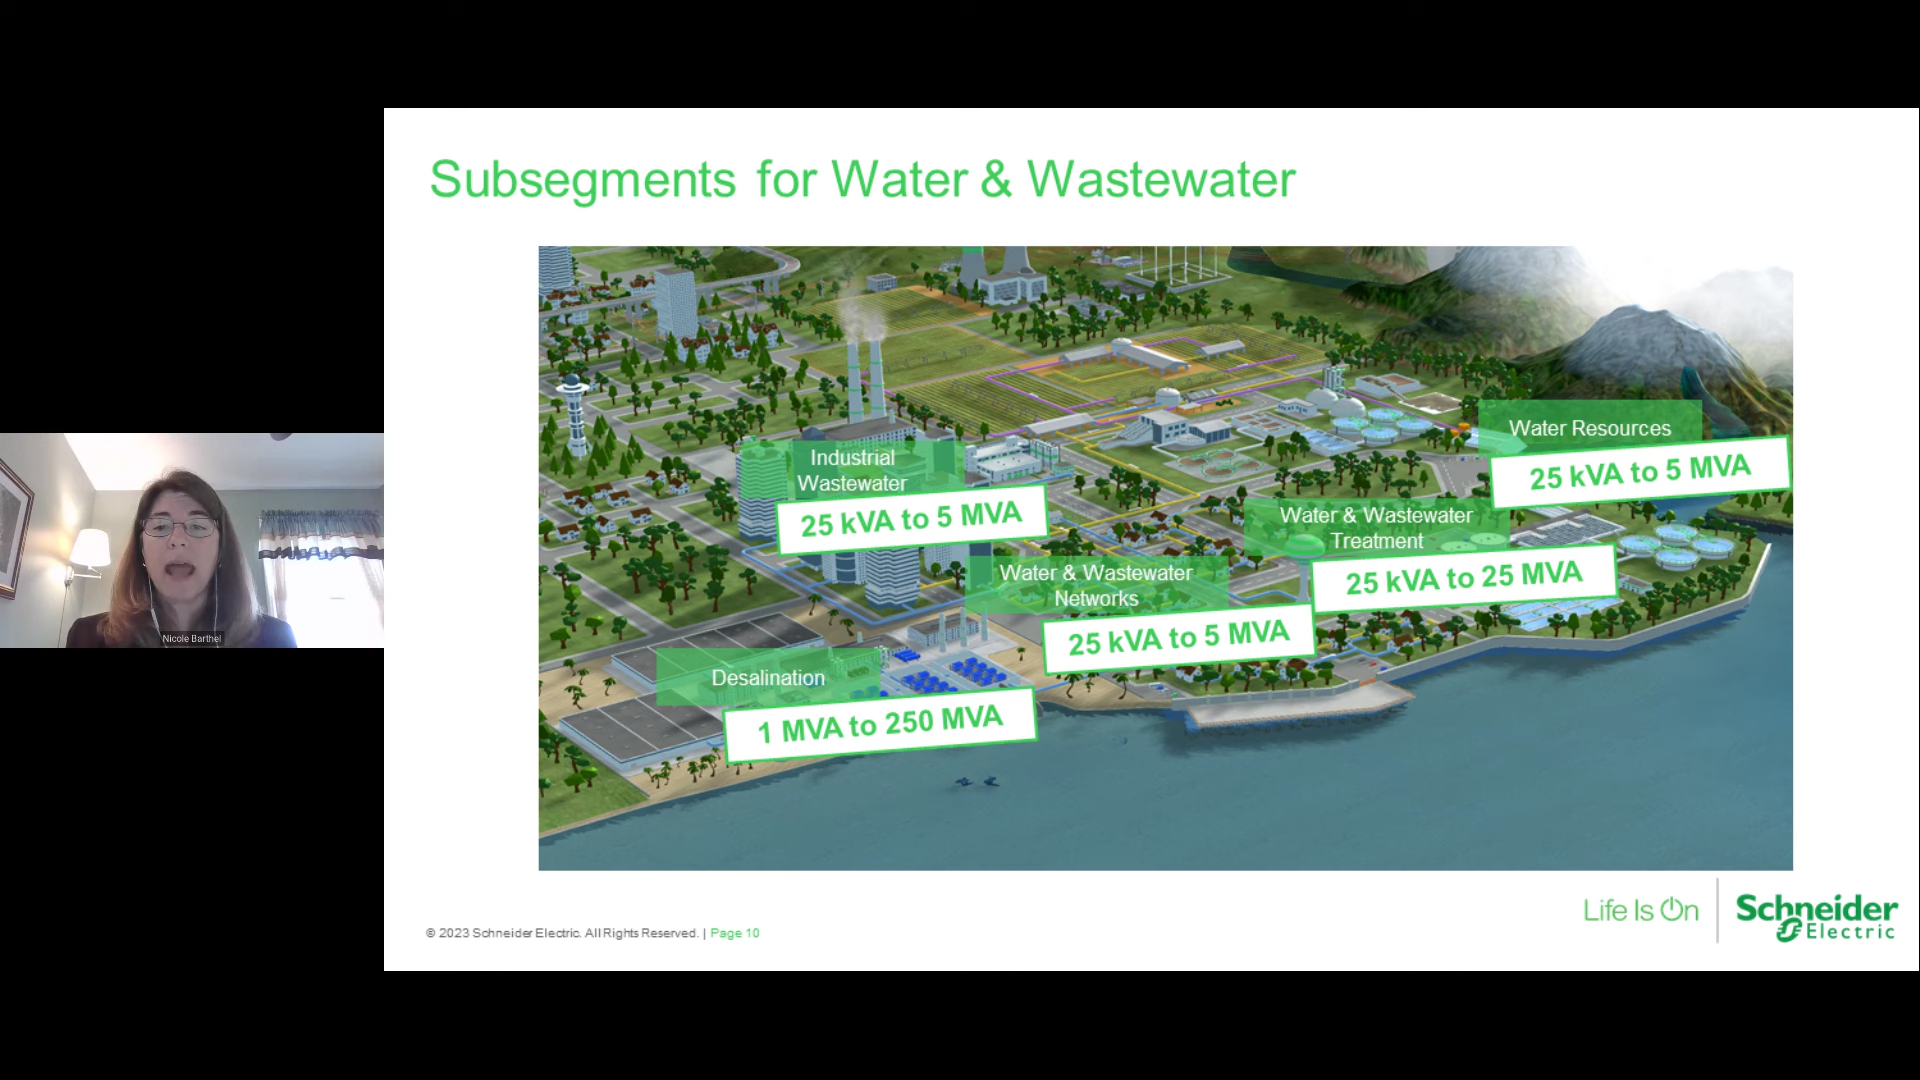 Subsegments for Water & Wastewater
Water Resources
25 kVA to 5 MVA
Industrial
Wastewater
25 kVA to 5 MVA
Water & Wastewater
Treatment
25 kVA to 25 MVA
Water & Wastewater
Networks
25 kVA to 5 MVA
Desalination
1 MVA to 250 MVA
Nicole Barthel
© 2023 Schneider Electric. All Rights Reserved. | Page 10
Life Is On
Schneider
Electric